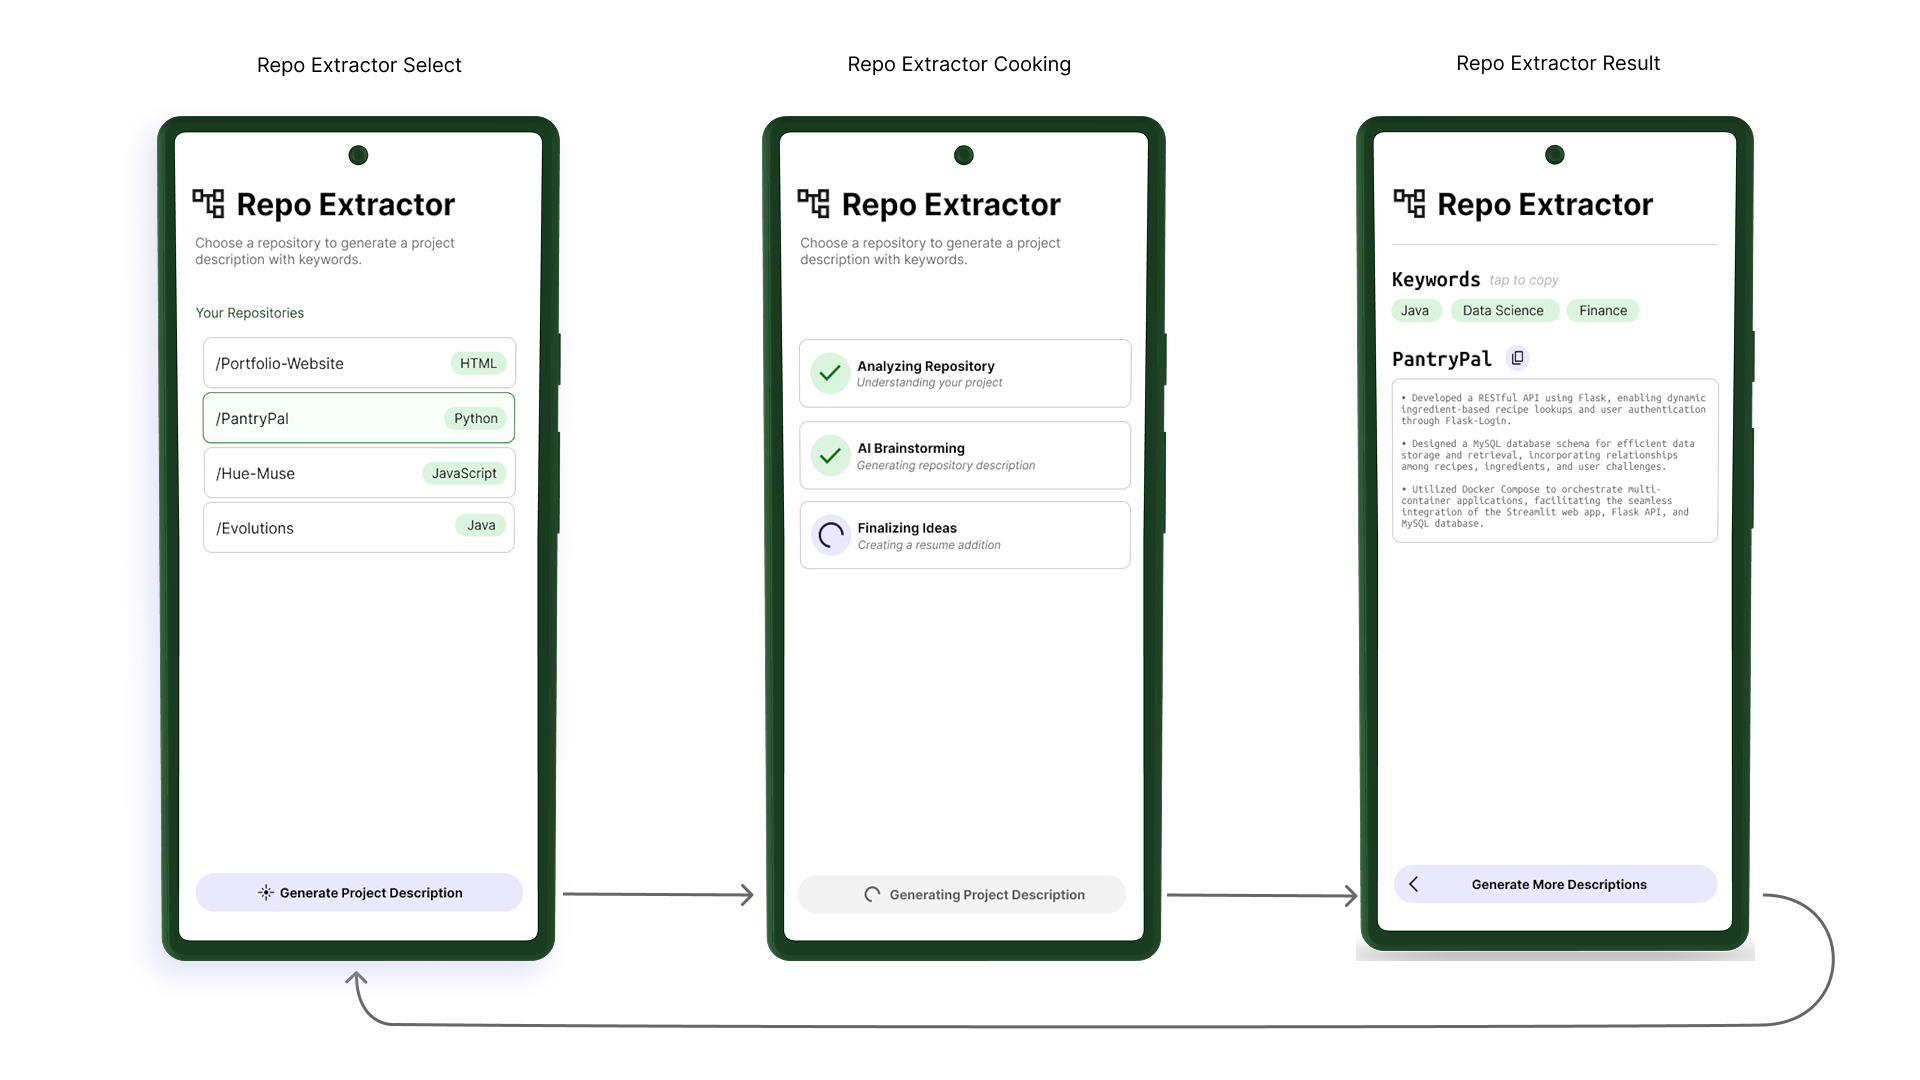 Repo Extractor Select
Repo Extractor
Choose a repository to generate a project
description with keywords.
Your Repositories
/Portfolio-Website HTML
/PantryPal Python
/Hue-Muse JavaScript
/Evolutions Java
Generate Project Description
Repo Extractor Cooking
Repo Extractor
Choose a repository to generate a project
description with keywords.
Analyzing Repository
Understanding your project
AI Brainstorming
Generating repository description
Finalizing Ideas
Creating a resume addition
Generating Project Description
Repo Extractor Result
Repo Extractor
Keywords tap to copy
Java Data Science Finance
PantryPal
• Developed a RESTful API using Flask, enabling dynamic
ingredient-based recipe lookups and user authentication
through Flask-Login.
• Designed a MySQL database schema for efficient data
storage and retrieval, incorporating relationships
among recipes, ingredients, and user challenges.
• Utilized Docker Compose to orchestrate multi-
container applications, facilitating the seamless
integration of the Streamlit web app, Flask API, and
MySQL database.
Generate More Descriptions